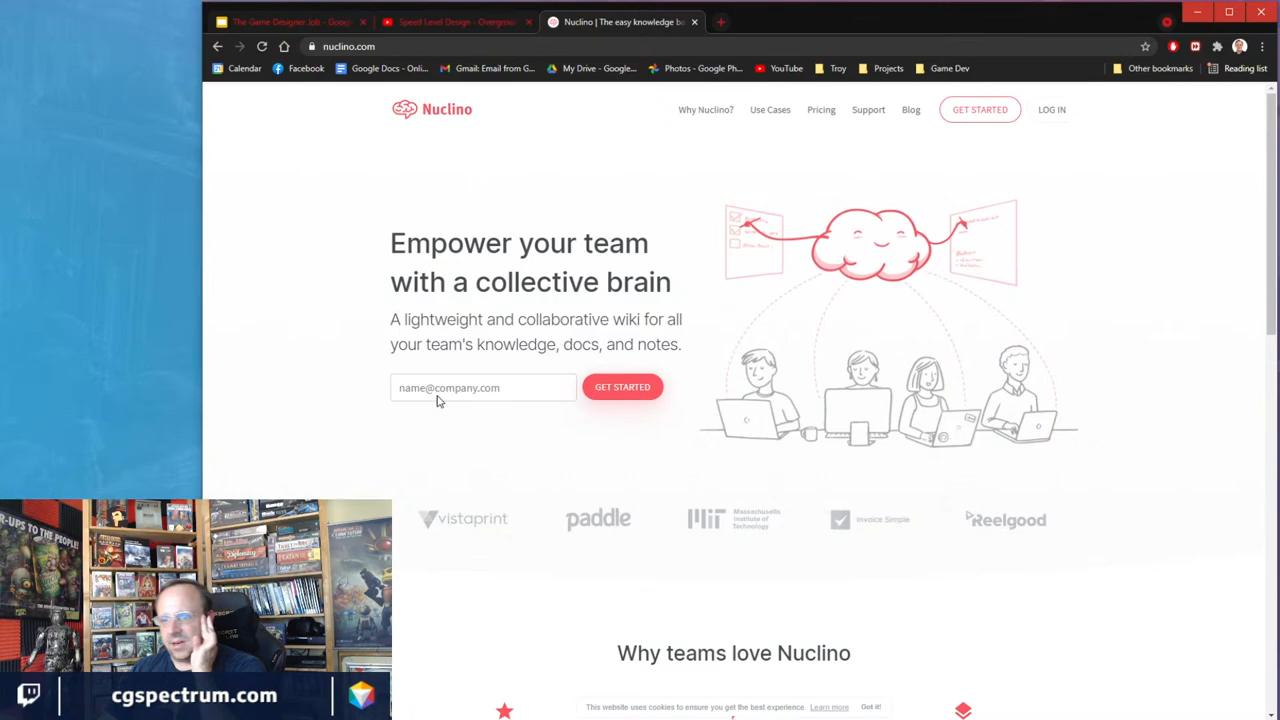 The Game Designer Job - Googl
Speed Level Design - Overgrou
Nuclino | The easy knowledge ba
nuclino.com
Calendar
Facebook
Google Docs - Onli...
Gmail: Email from G...
My Drive - Google...
Photos - Google Ph...
YouTube
Troy
Projects
Game Dev
Other bookmarks
Reading list
Nuclino
Why Nuclino?
Use Cases
Pricing
Support
Blog
GET STARTED
LOG IN
Empower your team
with a collective brain
A lightweight and collaborative wiki for all
your team's knowledge, docs, and notes.
name@company.com
GET STARTED
vistaprint
paddle
MIT
Massachusetts
Institute of
Technology
Invoice Simple
Reelgood
Why teams love Nuclino
This website uses cookies to ensure you get the best experience. Learn more
Got it!
Diplomacy
cgspectrum.com